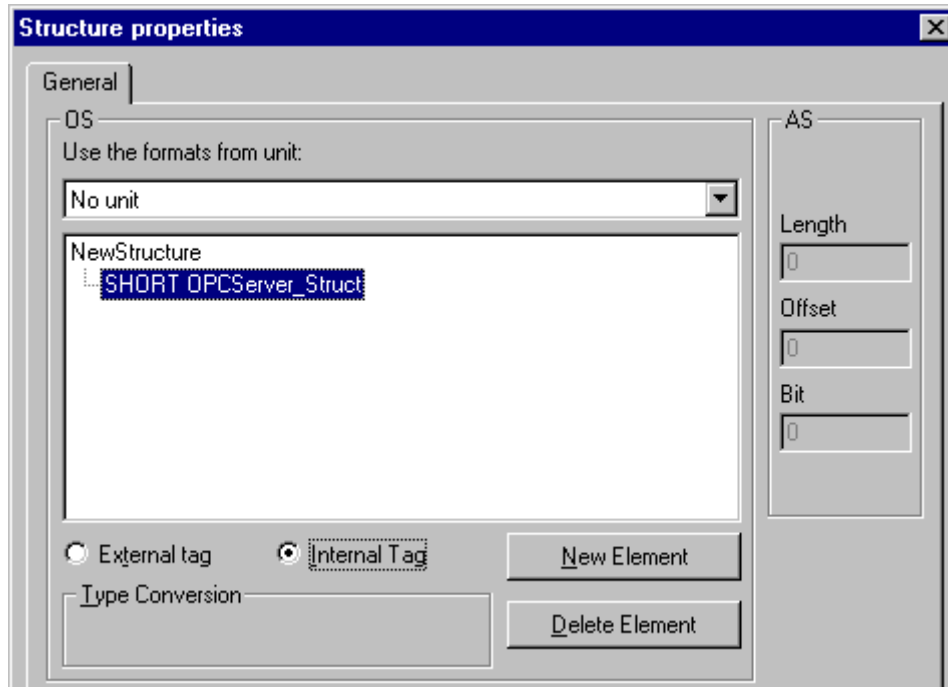 Structure properties
General
OS
Use the formats from unit:
No unit
NewStructure
SHORT OPCServer_Struct
External tag
Internal Tag
New Element
Type Conversion
Delete Element
AS
Length
0
Offset
0
Bit
0